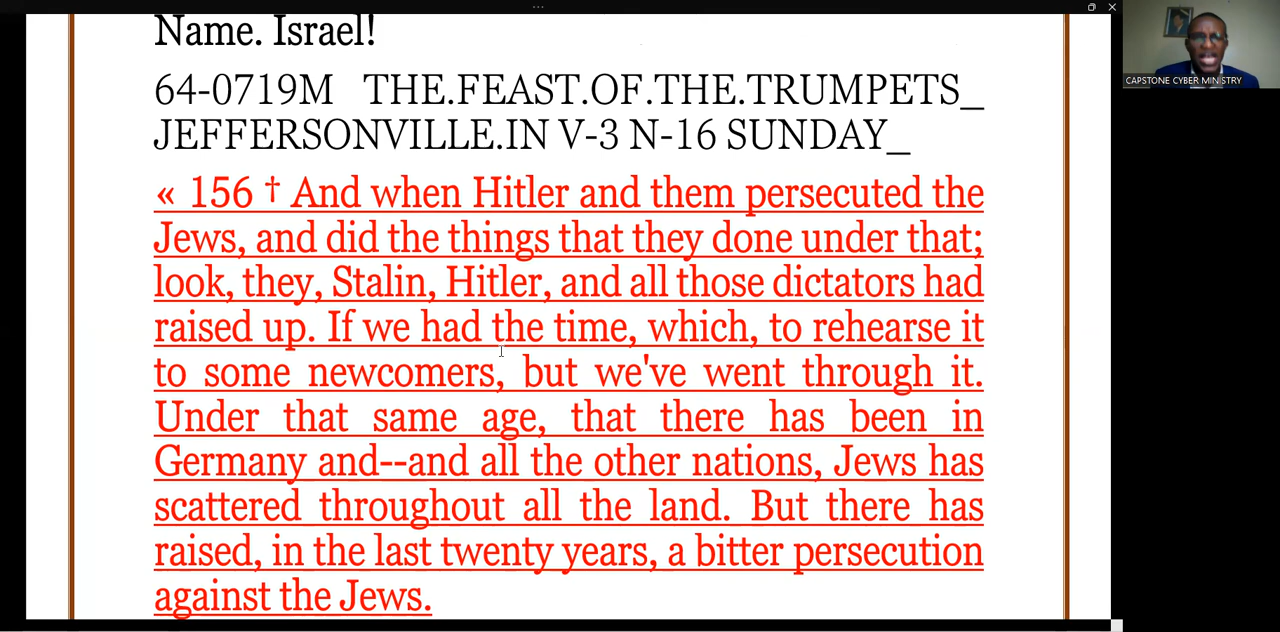 Name. Israel!
CAPSTONE CYBER MINISTRY
64-0719M THE.FEAST.OF.THE.TRUMPETS_
JEFFERSONVILLE.IN V-3 N-16 SUNDAY_
« 156 † And when Hitler and them persecuted the
Jews, and did the things that they done under that;
look, they, Stalin, Hitler, and all those dictators had
raised up. If we had the time, which, to rehearse it
to some newcomers, but we've went through it.
Under that same age, that there has been in
Germany and--and all the other nations, Jews has
scattered throughout all the land. But there has
raised, in the last twenty years, a bitter persecution
against the Jews.